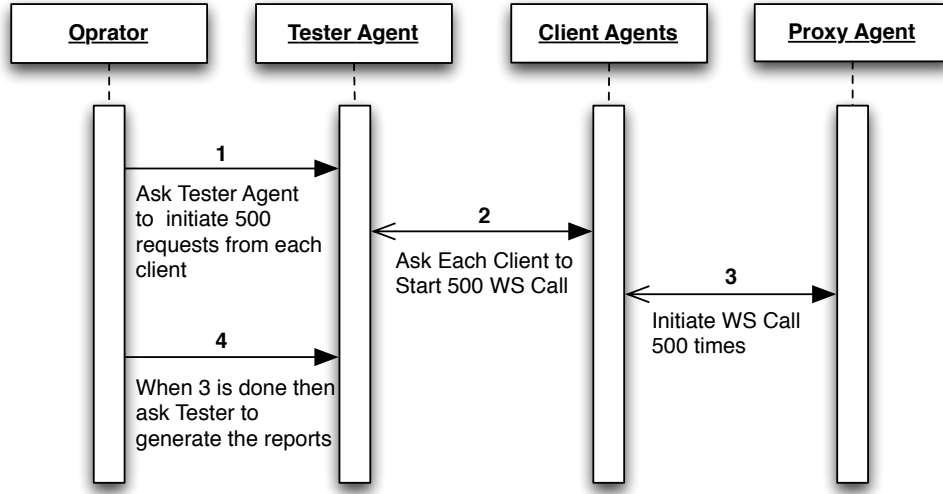 Oprator
Tester Agent
Client Agents
Proxy Agent
1
Ask Tester Agent
to initiate 500
requests from each
client
2
Ask Each Client to
Start 500 WS Call
3
Initiate WS Call
500 times
4
When 3 is done then
ask Tester to
generate the reports